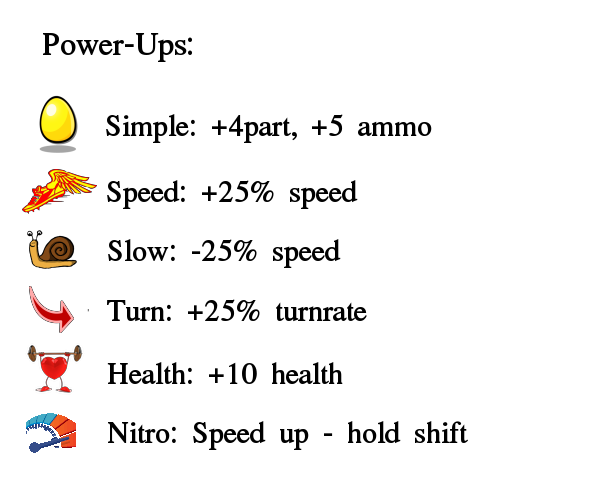 Power-Ups:
Simple: +4part, +5 ammo
Speed: +25% speed
Slow: -25% speed
Turn: +25% turnrate
Health: +10 health
Nitro: Speed up - hold shift